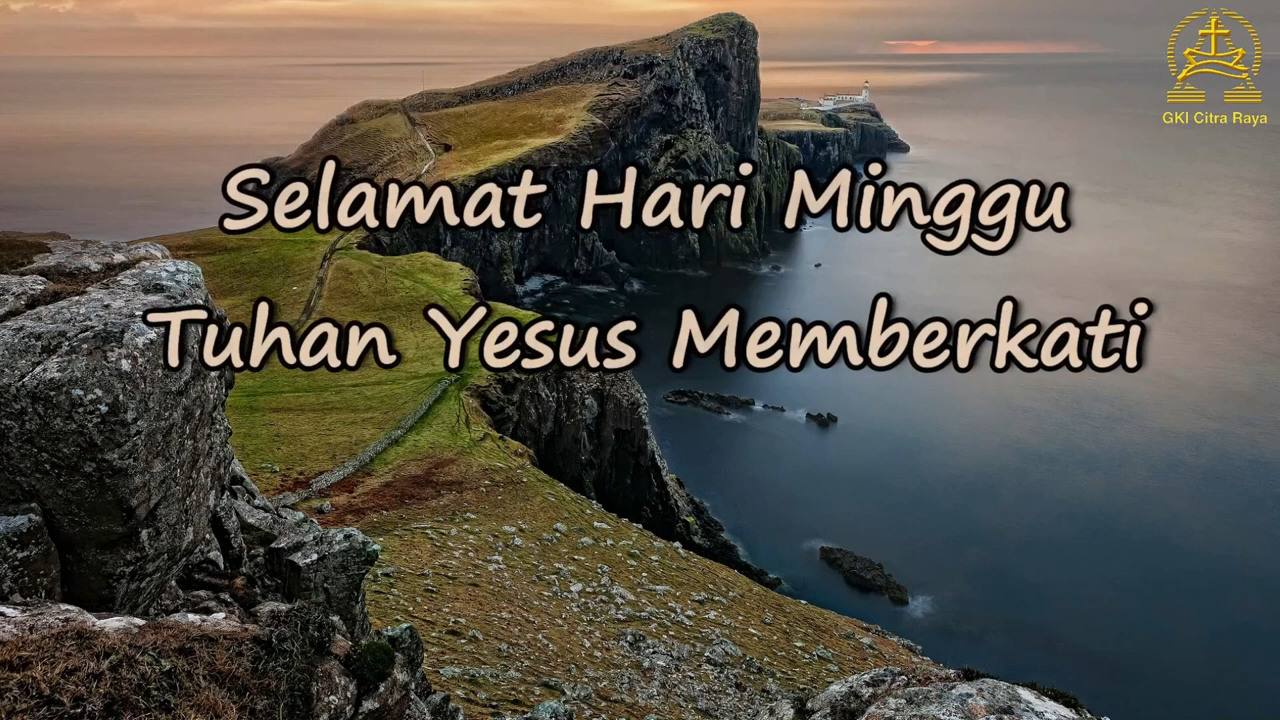 GKI Citra Raya
Selamat Hari Minggu
Tuhan Yesus Memberkati